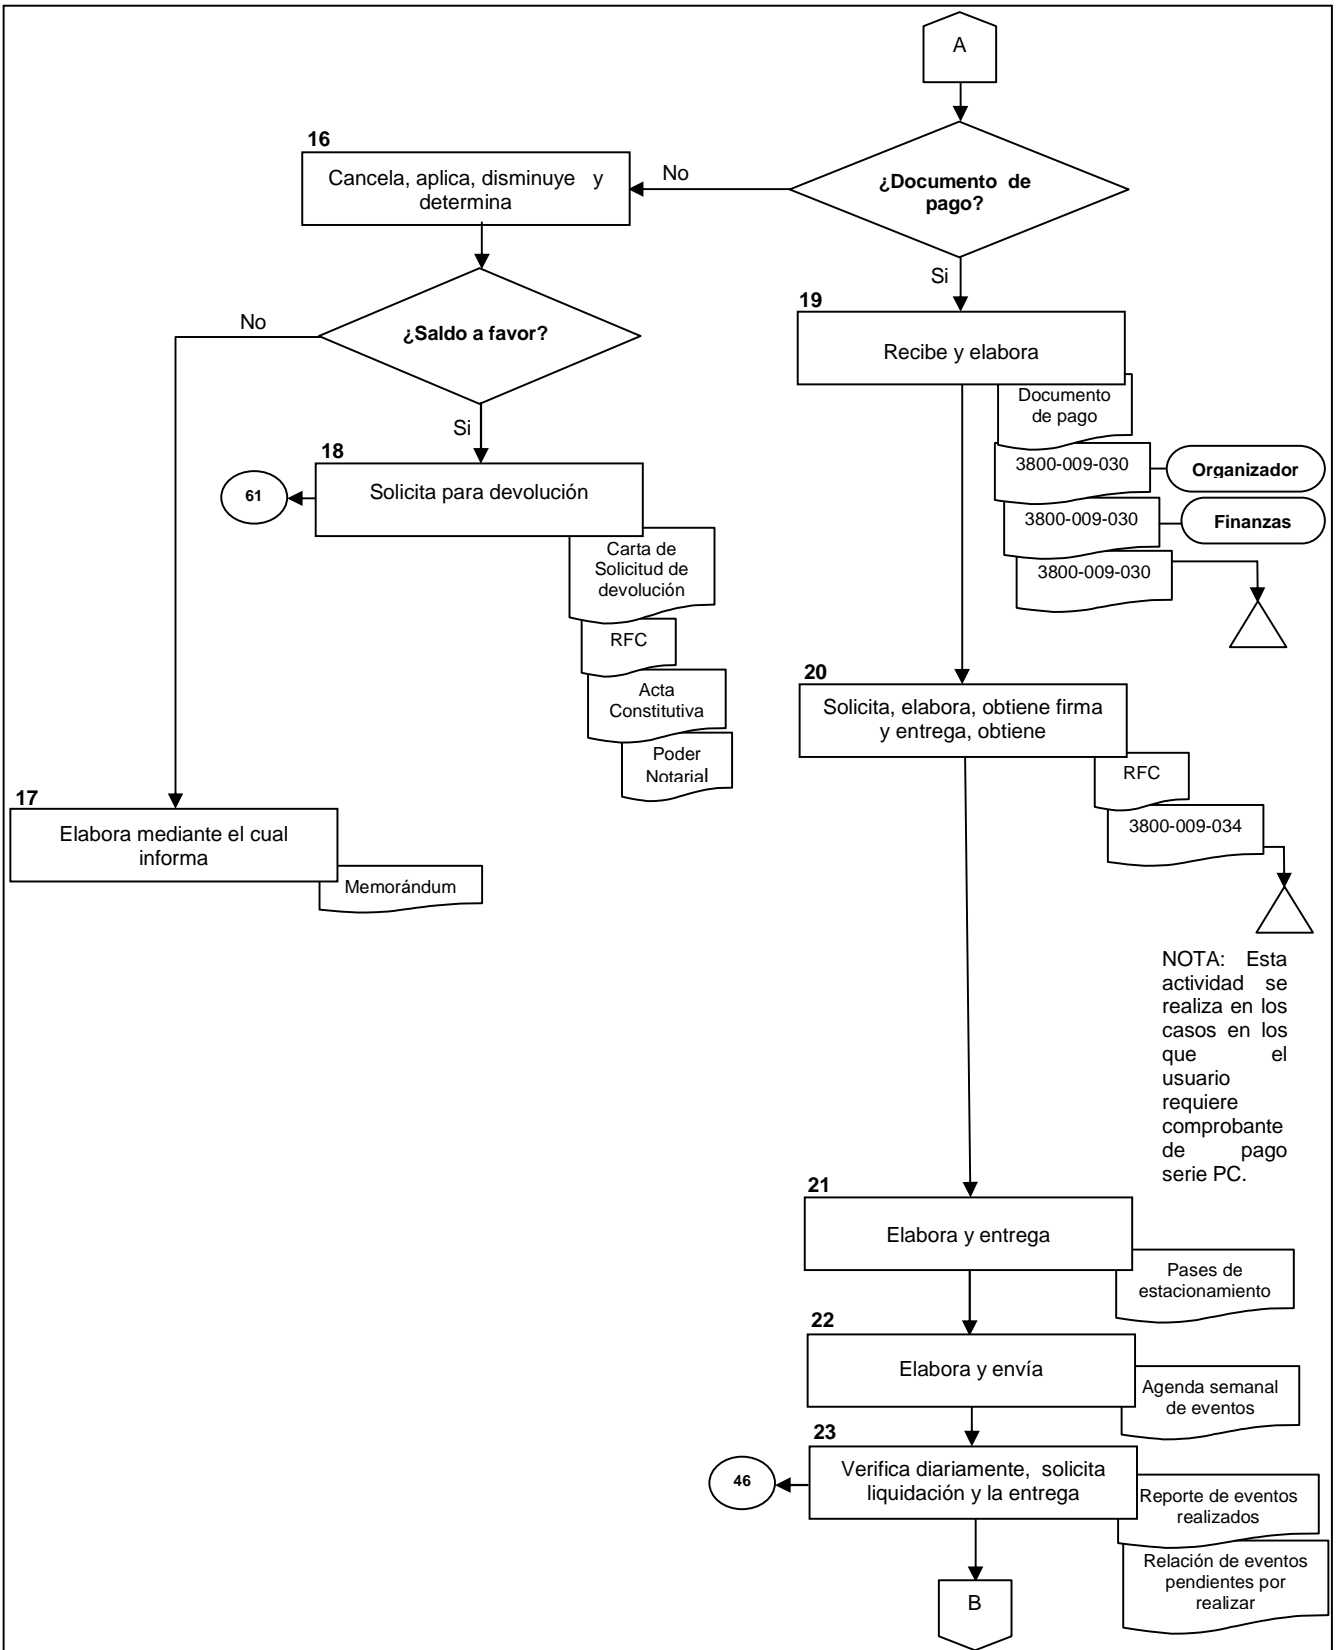 A
¿Documento de
pago?
No
Si
16
Cancela, aplica, disminuye y
determina
¿Saldo a favor?
No
Si
18
Solicita para devolución
61
Carta de
Solicitud de
devolución
RFC
Acta
Constitutiva
Poder
Notarial
17
Elabora mediante el cual
informa
Memorándum
19
Recibe y elabora
Documento
de pago
3800-009-030
Organizador
3800-009-030
Finanzas
3800-009-030
20
Solicita, elabora, obtiene firma
y entrega, obtiene
RFC
3800-009-034
NOTA: Esta
actividad se
realiza en los
casos en los
que el
usuario
requiere
comprobante
de pago
serie PC.
21
Elabora y entrega
Pases de
estacionamiento
22
Elabora y envía
Agenda semanal
de eventos
23
Verifica diariamente, solicita
liquidación y la entrega
46
Reporte de eventos
realizados
Relación de eventos
pendientes por
realizar
B